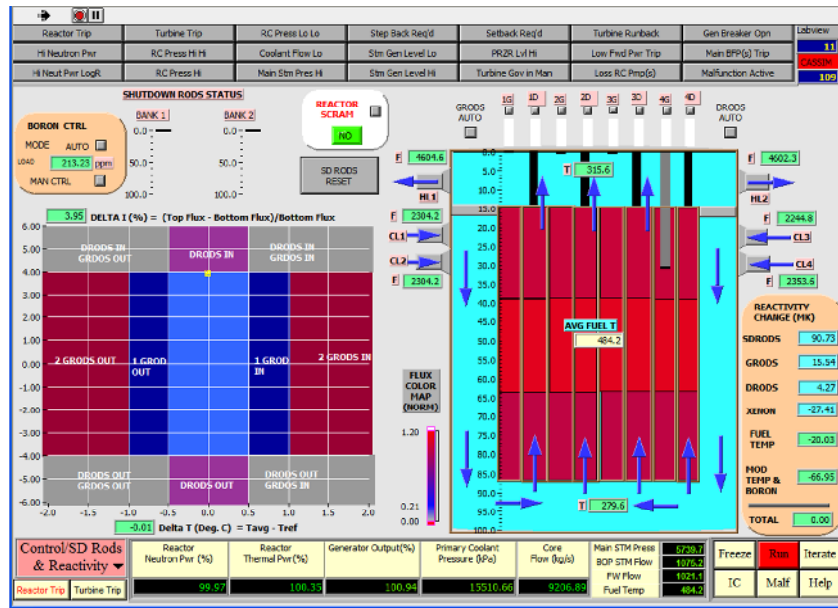 Reactor Trip Turbine Trip RC Press Lo Lo Step Back Req'd Setback Req'd Turbine Runback Gen Breaker Opn Labview
Hi Neutron Pwr RC Press Hi Hi Coolant Flow Lo Stm Gen Level Lo PRZR Lvl Hi Low Fwd Pwr Trip Main BFP(s) Trip 11
CASSIM
Hi Neut Pwr LogR RC Press Hi Main Stm Pres Hi Stm Gen Level Hi Turbine Gov in Man Loss RC Pmp(s) Malfunction Active 109
SHUTDOWN RODS STATUS
BANK 1 BANK 2
0.0 0.0
50.0 50.0
100.0 100.0
BORON CTRL
MODE AUTO
LOAD 213.23 ppm
MAN CTRL
REACTOR
SCRAM
NO
SD RODS
RESET
GRODS
AUTO
1G 1D 2G 2D 3G 3D 4G 4D
DRODS
AUTO
F 4604.6
HL1
F 2304.2
CL1
CL2
F 2304.2
F 4602.3
HL2
F 2244.8
CL3
CL4
F 2353.6
T 315.6
0.0
5.0
10.0
15.0
20.0
25.0
30.0
35.0
40.0
45.0
50.0
55.0
60.0
65.0
70.0
75.0
80.0
85.0
90.0
95.0
100.0
AVG FUEL T
484.2
T 279.6
3.95 DELTA I (%) = (Top Flux - Bottom Flux)/Bottom Flux
6.00
5.00
4.00
3.00
2.00
1.00
0.00
-1.00
-2.00
-3.00
-4.00
-5.00
-6.00
DRODS IN
GRDOS OUT
DRODS IN
DRODS IN
GRDOS IN
2 GRODS OUT
1 GROD
OUT
1 GROD
IN
2 GRODS IN
DRODS OUT
GRDOS OUT
DRODS OUT
DRODS OUT
GRDOS IN
-2.0 -1.5 -1.0 -0.5 0.0 0.5 1.0 1.5 2.0
-0.01 Delta T (Deg. C) = Tavg - Tref
FLUX
COLOR
MAP
(NORM)
1.20
0.21
0.00
REACTIVITY
CHANGE (MK)
SDRODS 90.73
GRODS 15.54
DRODS 4.27
XENON -27.41
FUEL
TEMP -20.03
MOD
TEMP &
BORON -66.95
TOTAL 0.00
Control/SD Rods
& Reactivity
Reactor Trip Turbine Trip
Reactor
Neutron Pwr (%)
99.97
Reactor
Thermal Pwr(%)
100.35
Generator Output(%)
100.94
Primary Coolant
Pressure (kPa)
15510.66
Core
Flow (kg/s)
9206.89
Main STM Press 5739.7
BOP STM Flow 1075.2
FW Flow 1021.1
Fuel Temp 484.2
Freeze Run Iterate
IC Malf Help